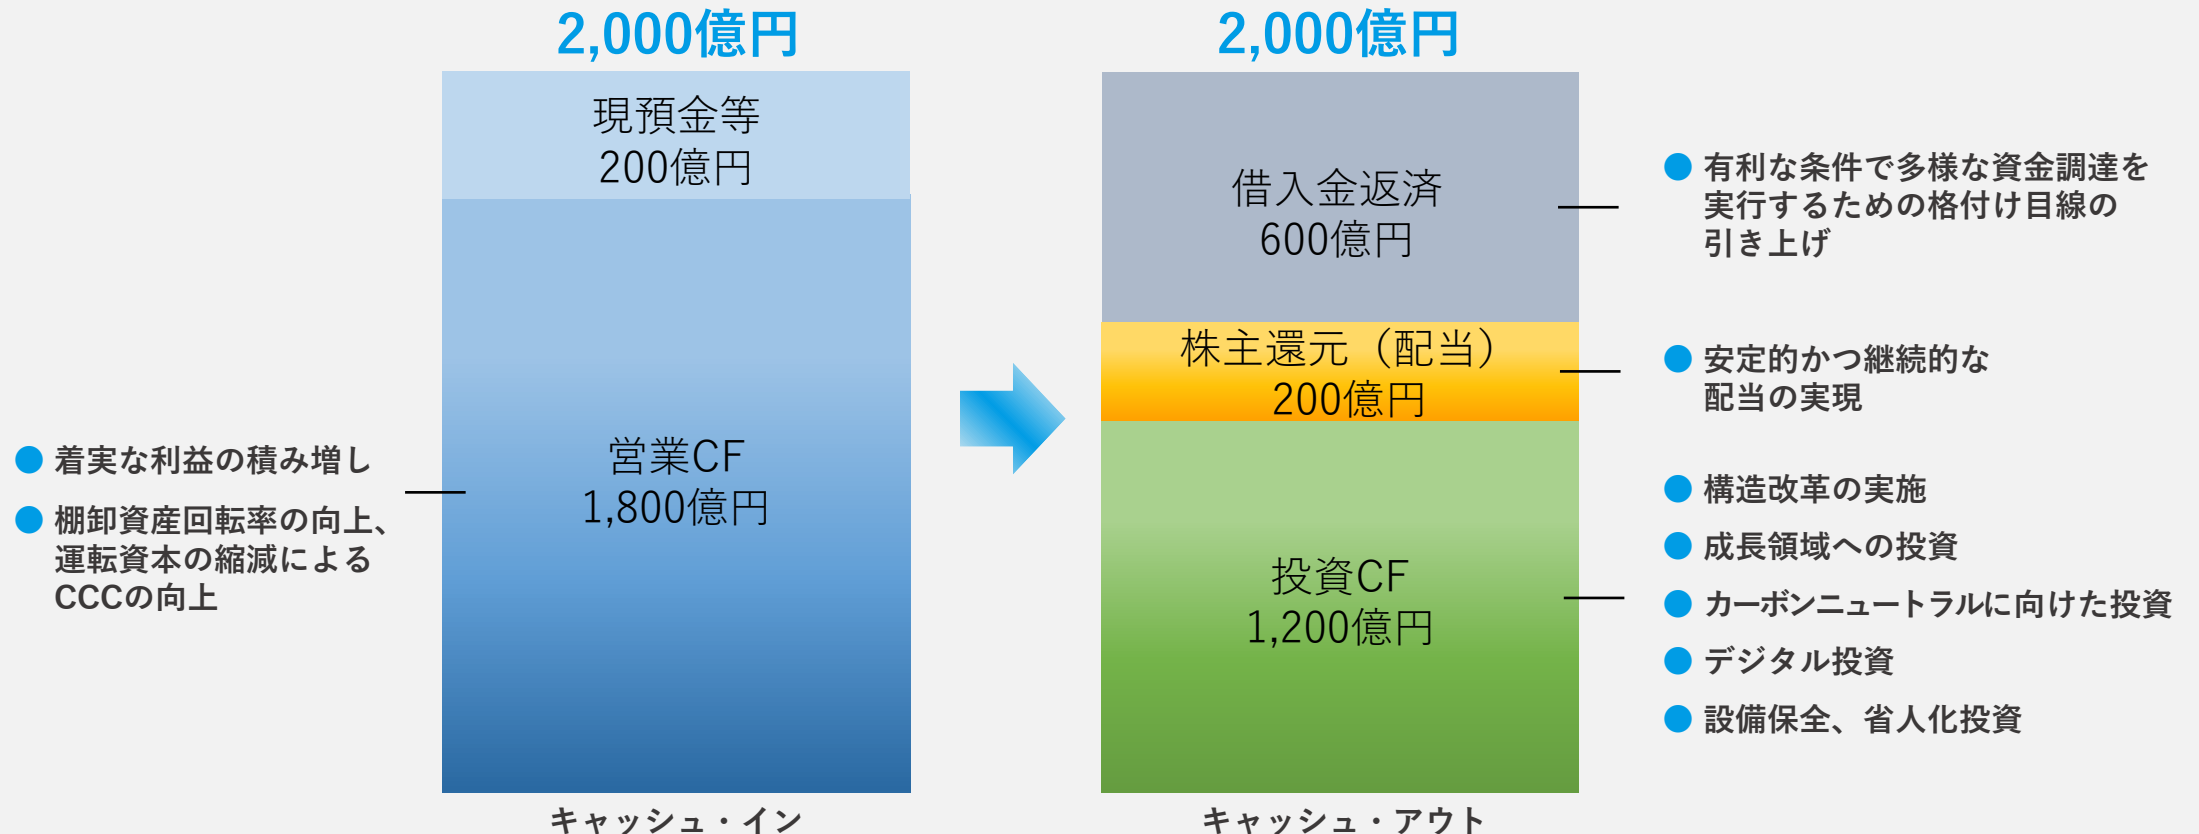 2,000億円
現預金等
200億円
営業CF
1,800億円
キャッシュ・イン
● 着実な利益の積み増し
● 棚卸資産回転率の向上、
運転資本の縮減による
CCCの向上
2,000億円
借入金返済
600億円
株主還元（配当）
200億円
投資CF
1,200億円
キャッシュ・アウト
● 有利な条件で多様な資金調達を
実行するための格付け目線の
引き上げ
● 安定的かつ継続的な
配当の実現
● 構造改革の実施
● 成長領域への投資
● カーボンニュートラルに向けた投資
● デジタル投資
● 設備保全、省人化投資